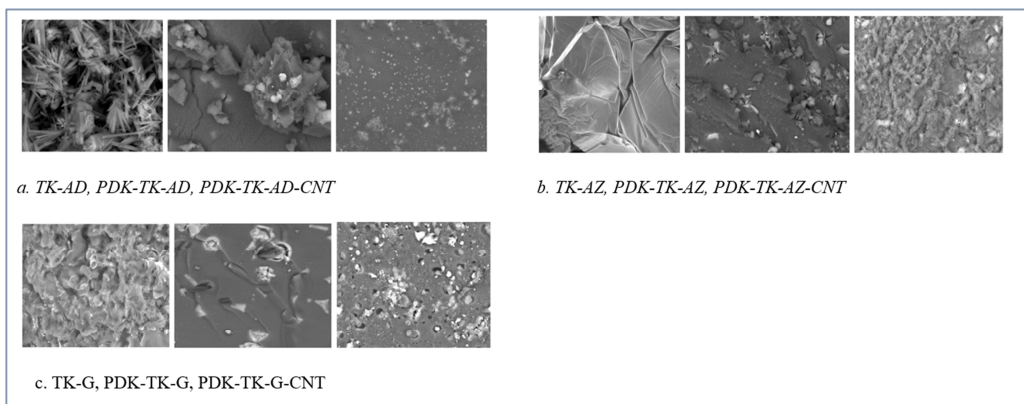 a. TK-AD, PDK-TK-AD, PDK-TK-AD-CNT
b. TK-AZ, PDK-TK-AZ, PDK-TK-AZ-CNT
c. TK-G, PDK-TK-G, PDK-TK-G-CNT